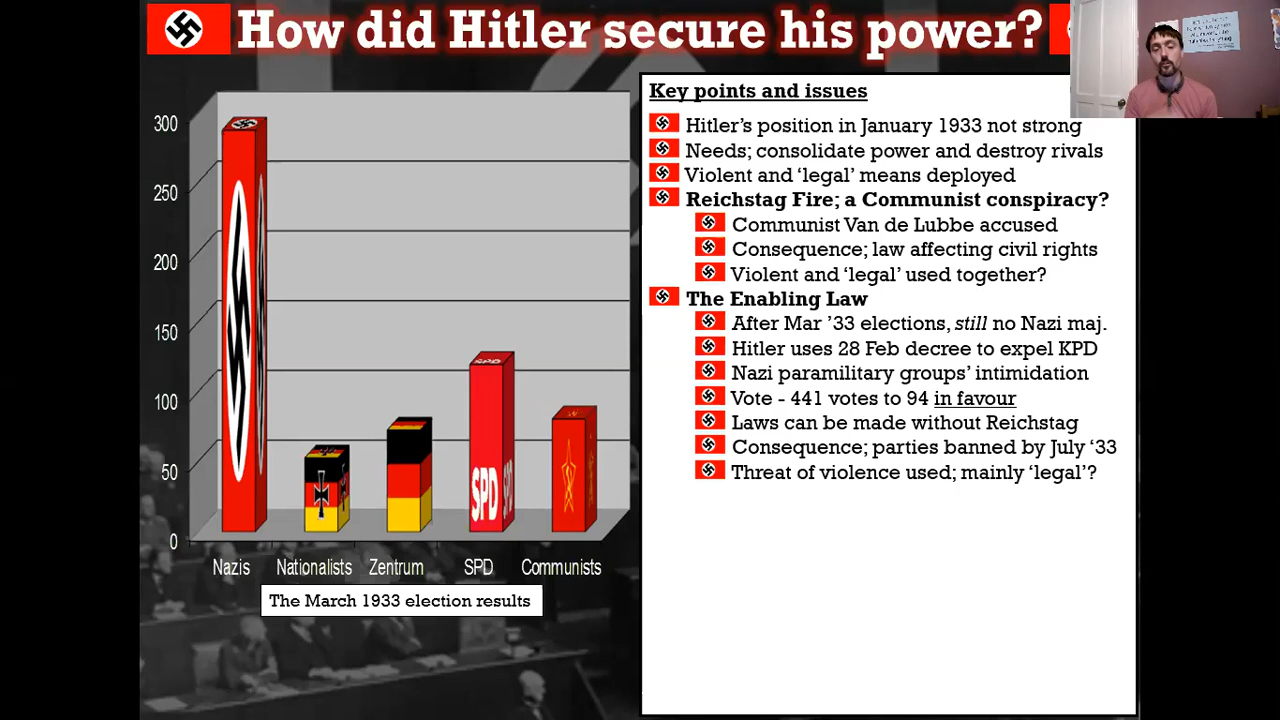 How did Hitler secure his power?
300
250
200
150
100
50
0
SPD
SPD
SPD
Nazis
Nationalists
Zentrum
SPD
Communists
The March 1933 election results
Key points and issues
Hitler's position in January 1933 not strong
Needs; consolidate power and destroy rivals
Violent and 'legal' means deployed
Reichstag Fire; a Communist conspiracy?
Communist Van de Lubbe accused
Consequence; law affecting civil rights
Violent and 'legal' used together?
The Enabling Law
After Mar '33 elections, still no Nazi maj.
Hitler uses 28 Feb decree to expel KPD
Nazi paramilitary groups' intimidation
Vote - 441 votes to 94 in favour
Laws can be made without Reichstag
Consequence; parties banned by July ‘33
Threat of violence used; mainly 'legal'?